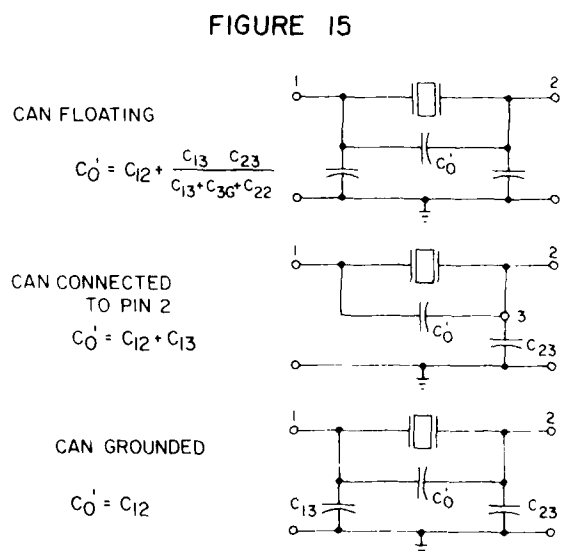 FIGURE 15
1
2
CAN FLOATING
C₀' = C₁₂ + C₁₃ C₂₃ / C₁₃+C₃G+C₂₂
C₀'
1
2
CAN CONNECTED
TO PIN 2
C₀' = C₁₂ + C₁₃
3
C₀'
C₂₃
1
2
CAN GROUNDED
C₀' = C₁₂
C₁₃
C₀'
C₂₃